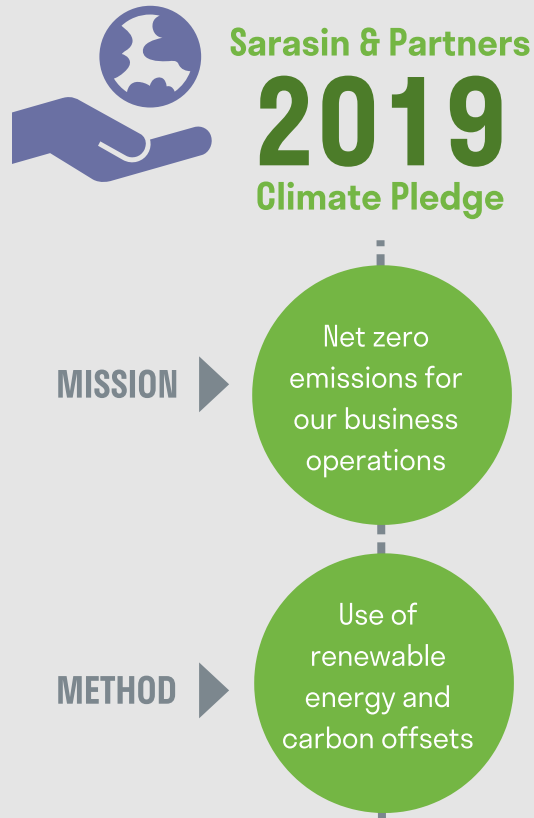 Sarasin & Partners
2019
Climate Pledge
MISSION
Net zero
emissions for
our business
operations
METHOD
Use of
renewable
energy and
carbon offsets